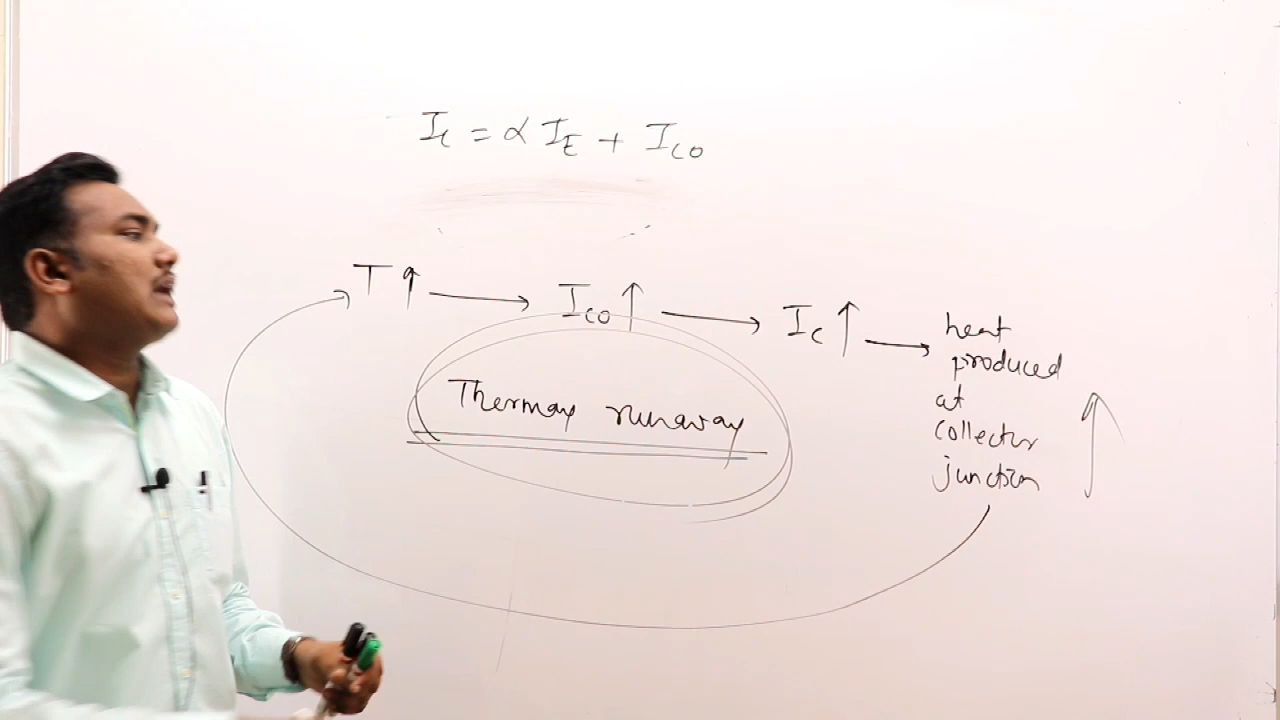 I_C = α I_E + I_CO
T↑ → I_CO ↑ → I_C ↑ → heat
produced
at
collector
junction ↑
Thermal runaway